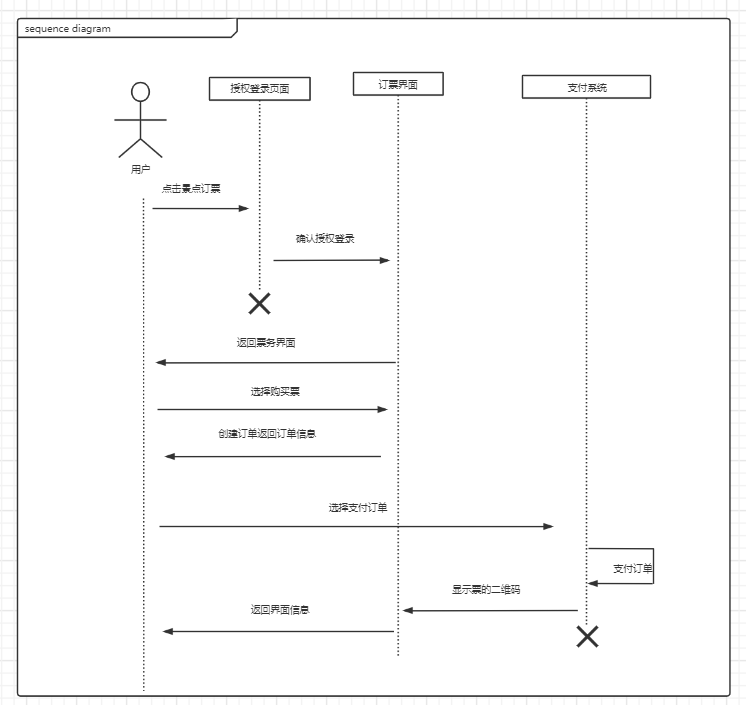 sequence diagram
授权登录页面
订票界面
支付系统
用户
点击景点订票
确认授权登录
返回票务界面
选择购买票
创建订单返回订单信息
选择支付订单
支付订单
显示票的二维码
返回界面信息